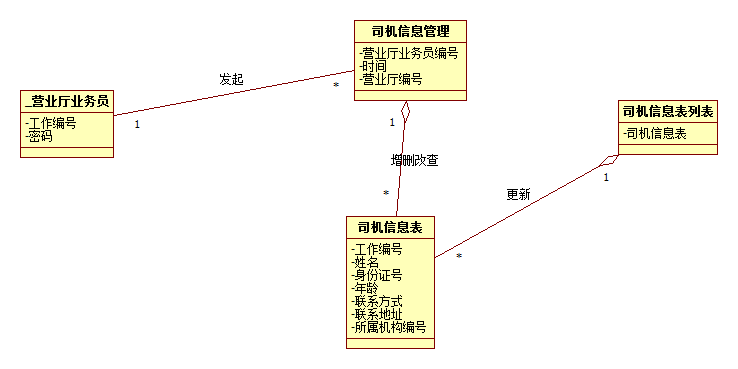 司机信息管理
-营业厅业务员编号
-时间
-营业厅编号
发起
*
1
_营业厅业务员
-工作编号
-密码
1
增删改查
*
司机信息表列表
-司机信息表
1
更新
*
司机信息表
-工作编号
-姓名
-身份证号
-年龄
-联系方式
-联系地址
-所属机构编号